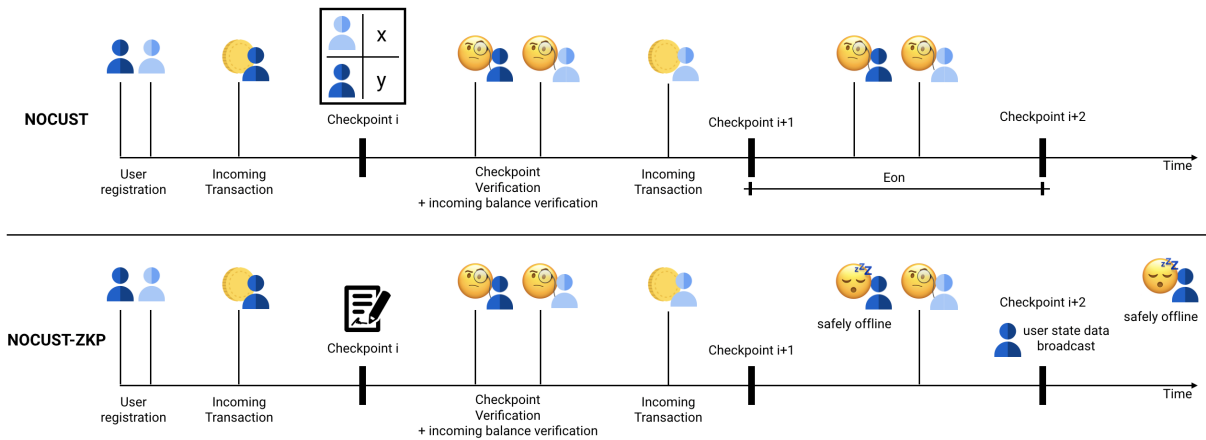 x
y
Checkpoint i
Checkpoint i+1
Checkpoint i+2
NOCUST
Time
User
registration
Incoming
Transaction
Checkpoint
Verification
+ incoming balance verification
Incoming
Transaction
Eon
zzZ
safely offline
zzZ
safely offline
Checkpoint i+2
user state data
broadcast
NOCUST-ZKP
Checkpoint i
Checkpoint i+1
Time
User
registration
Incoming
Transaction
Checkpoint
Verification
+ incoming balance verification
Incoming
Transaction